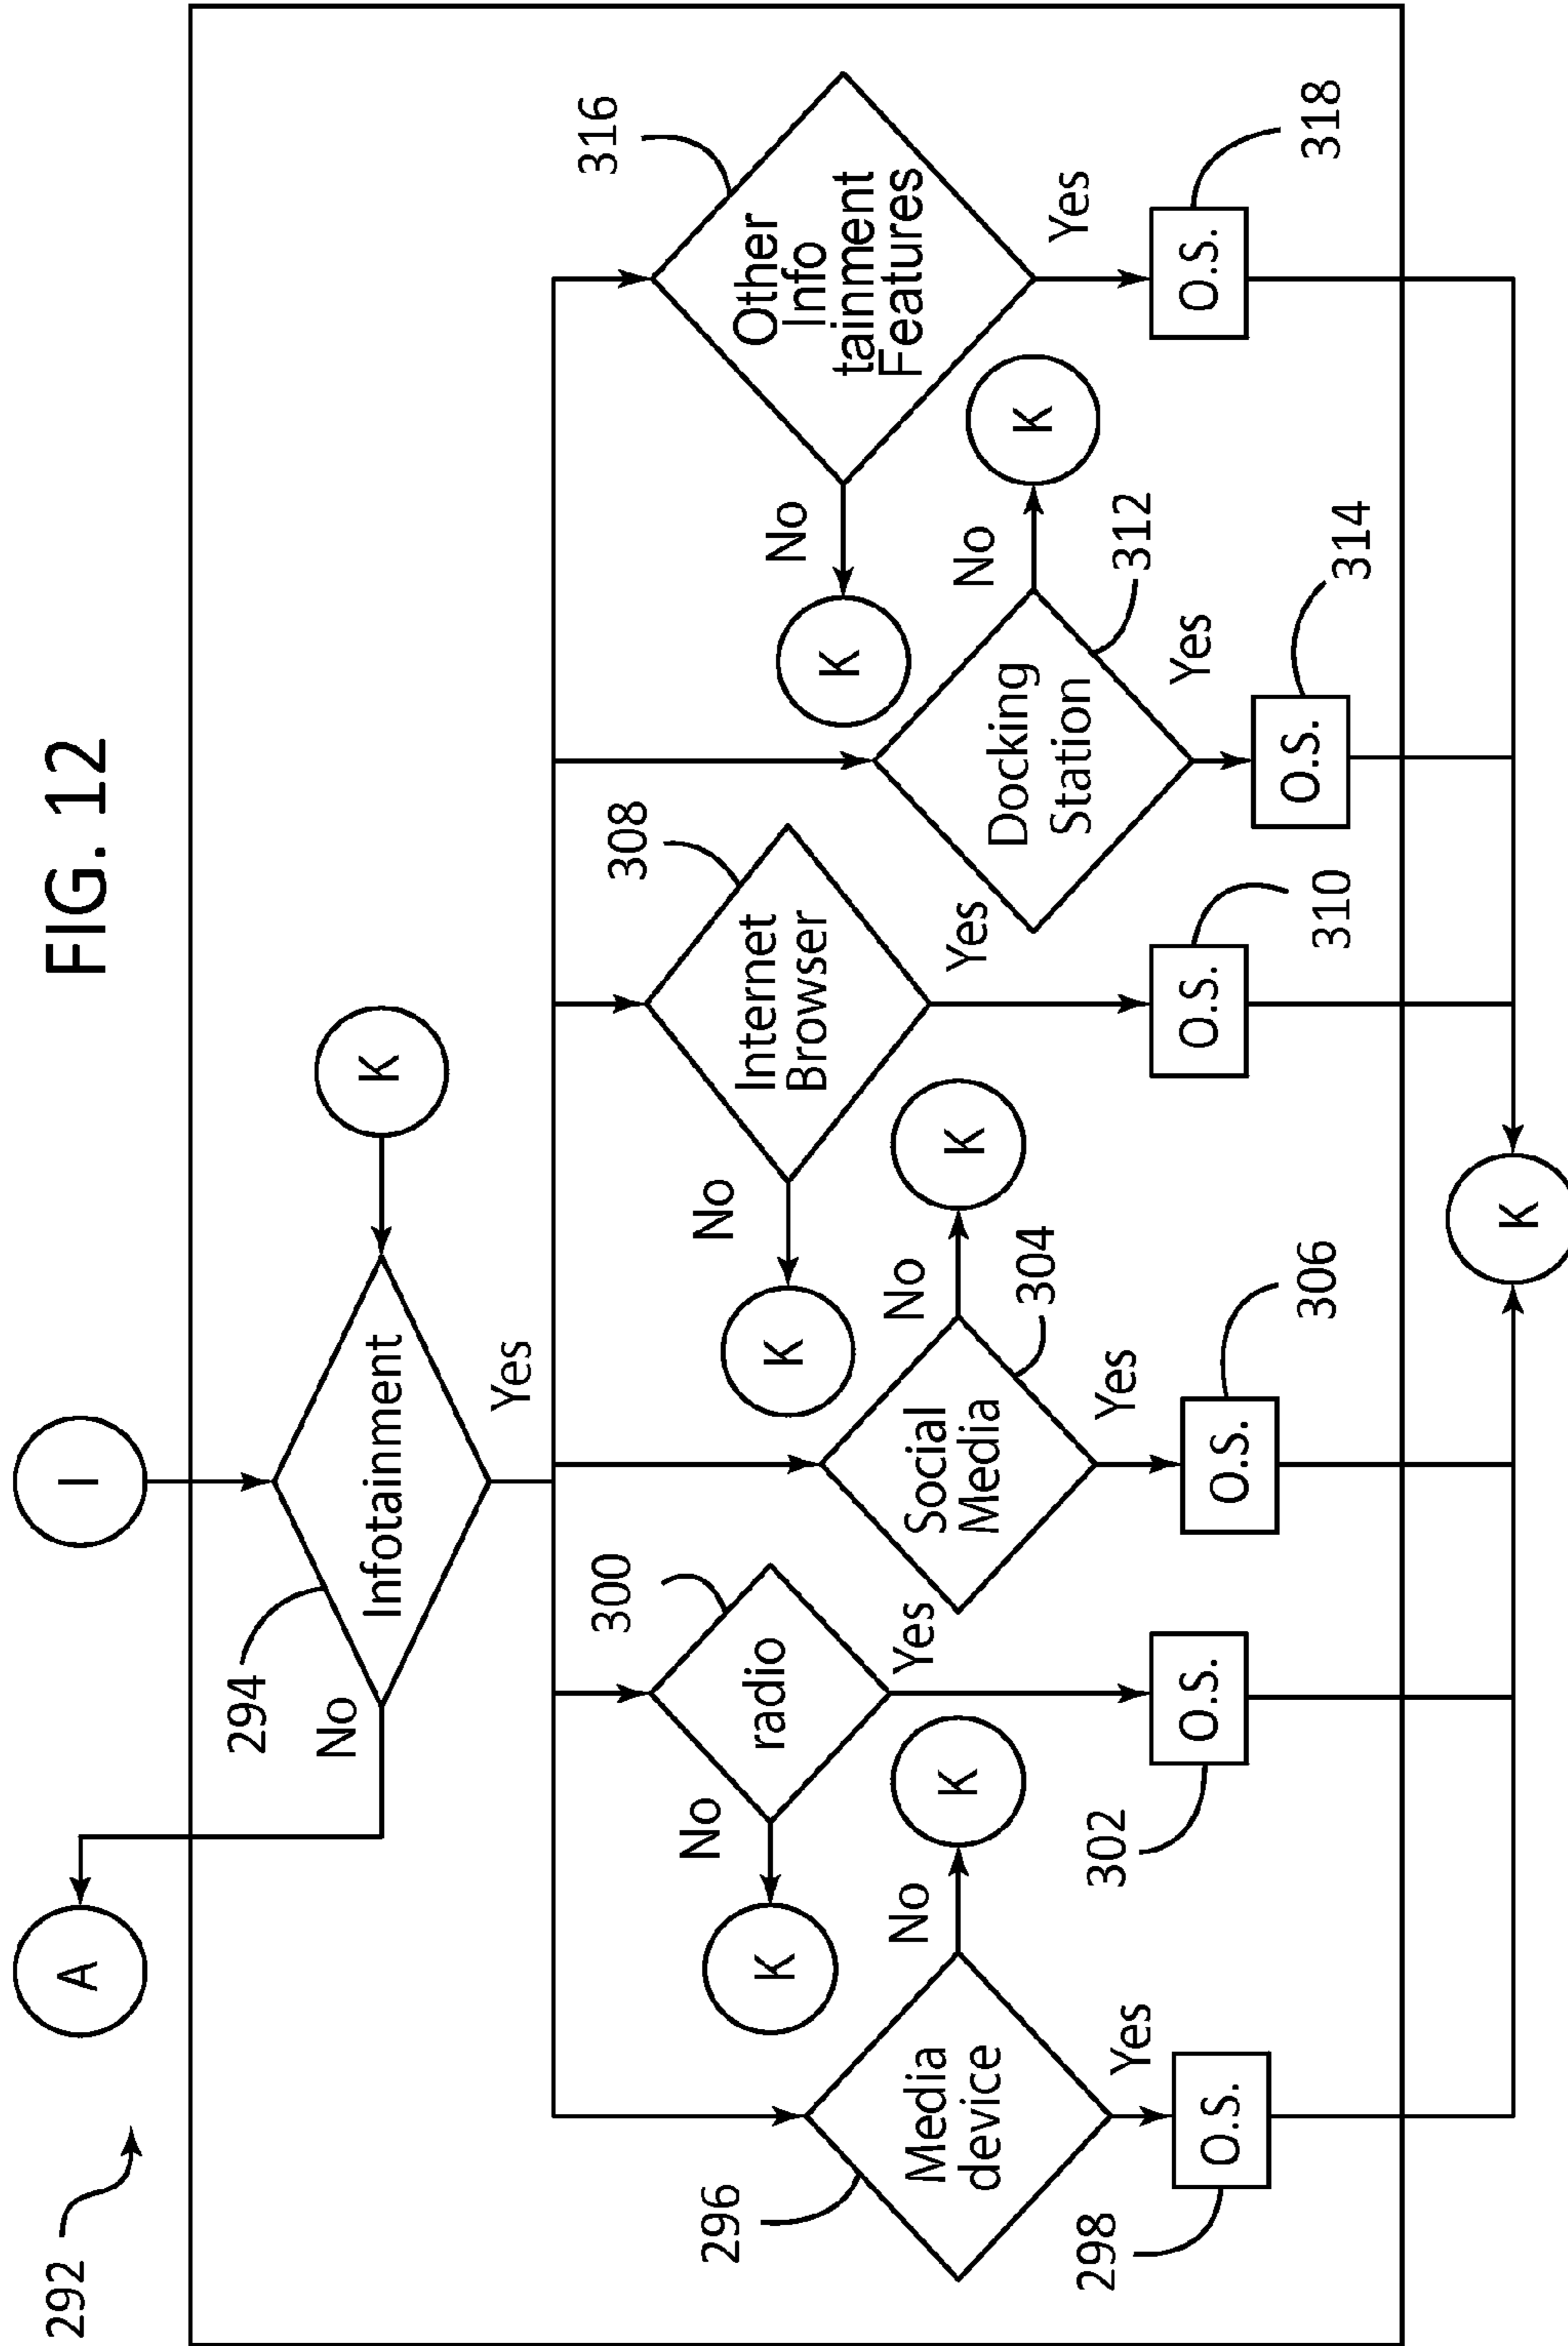 FIG. 12
292
A
I
294
Infotainment
No
Yes
K
296
Media
device
No
K
Yes
298
O.S.
300
radio
No
K
Yes
302
O.S.
304
Social
Media
No
K
Yes
306
O.S.
308
Internet
Browser
No
K
Yes
310
O.S.
312
Docking
Station
No
K
Yes
314
O.S.
316
Other
Info
tainment
Features
No
K
Yes
318
O.S.
K